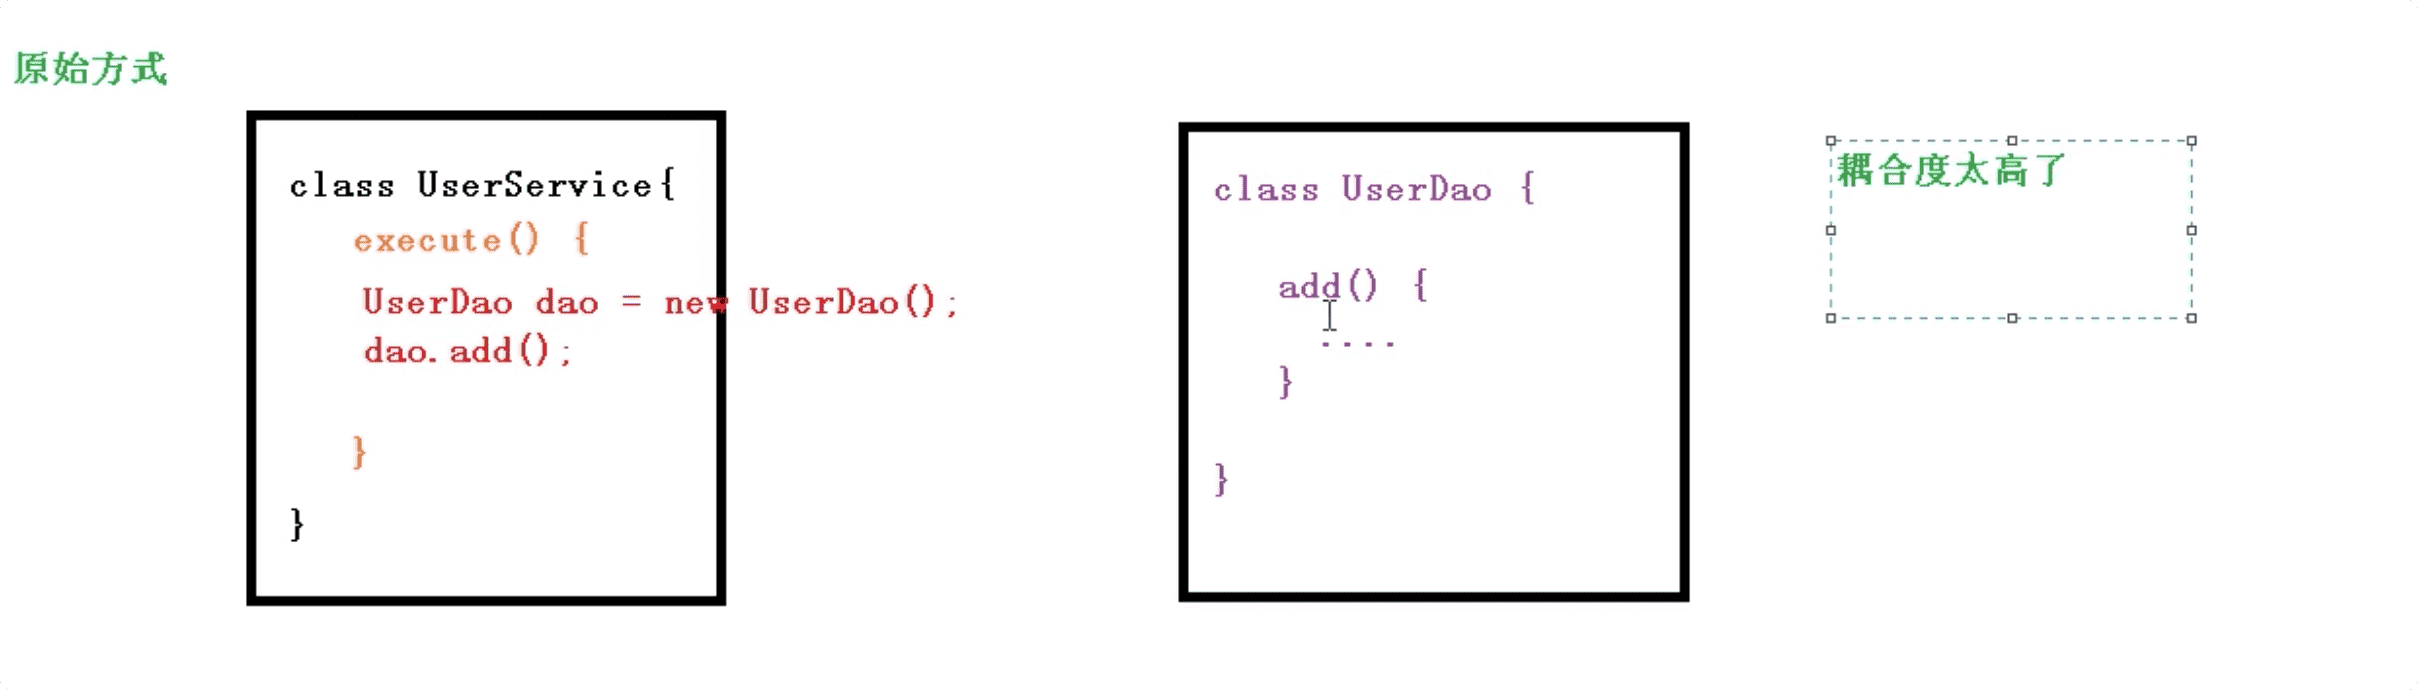 原始方式
class UserService{
execute() {
UserDao dao = new UserDao();
dao.add();
}
}
class UserDao {
add() {
....
}
}
耦合度太高了